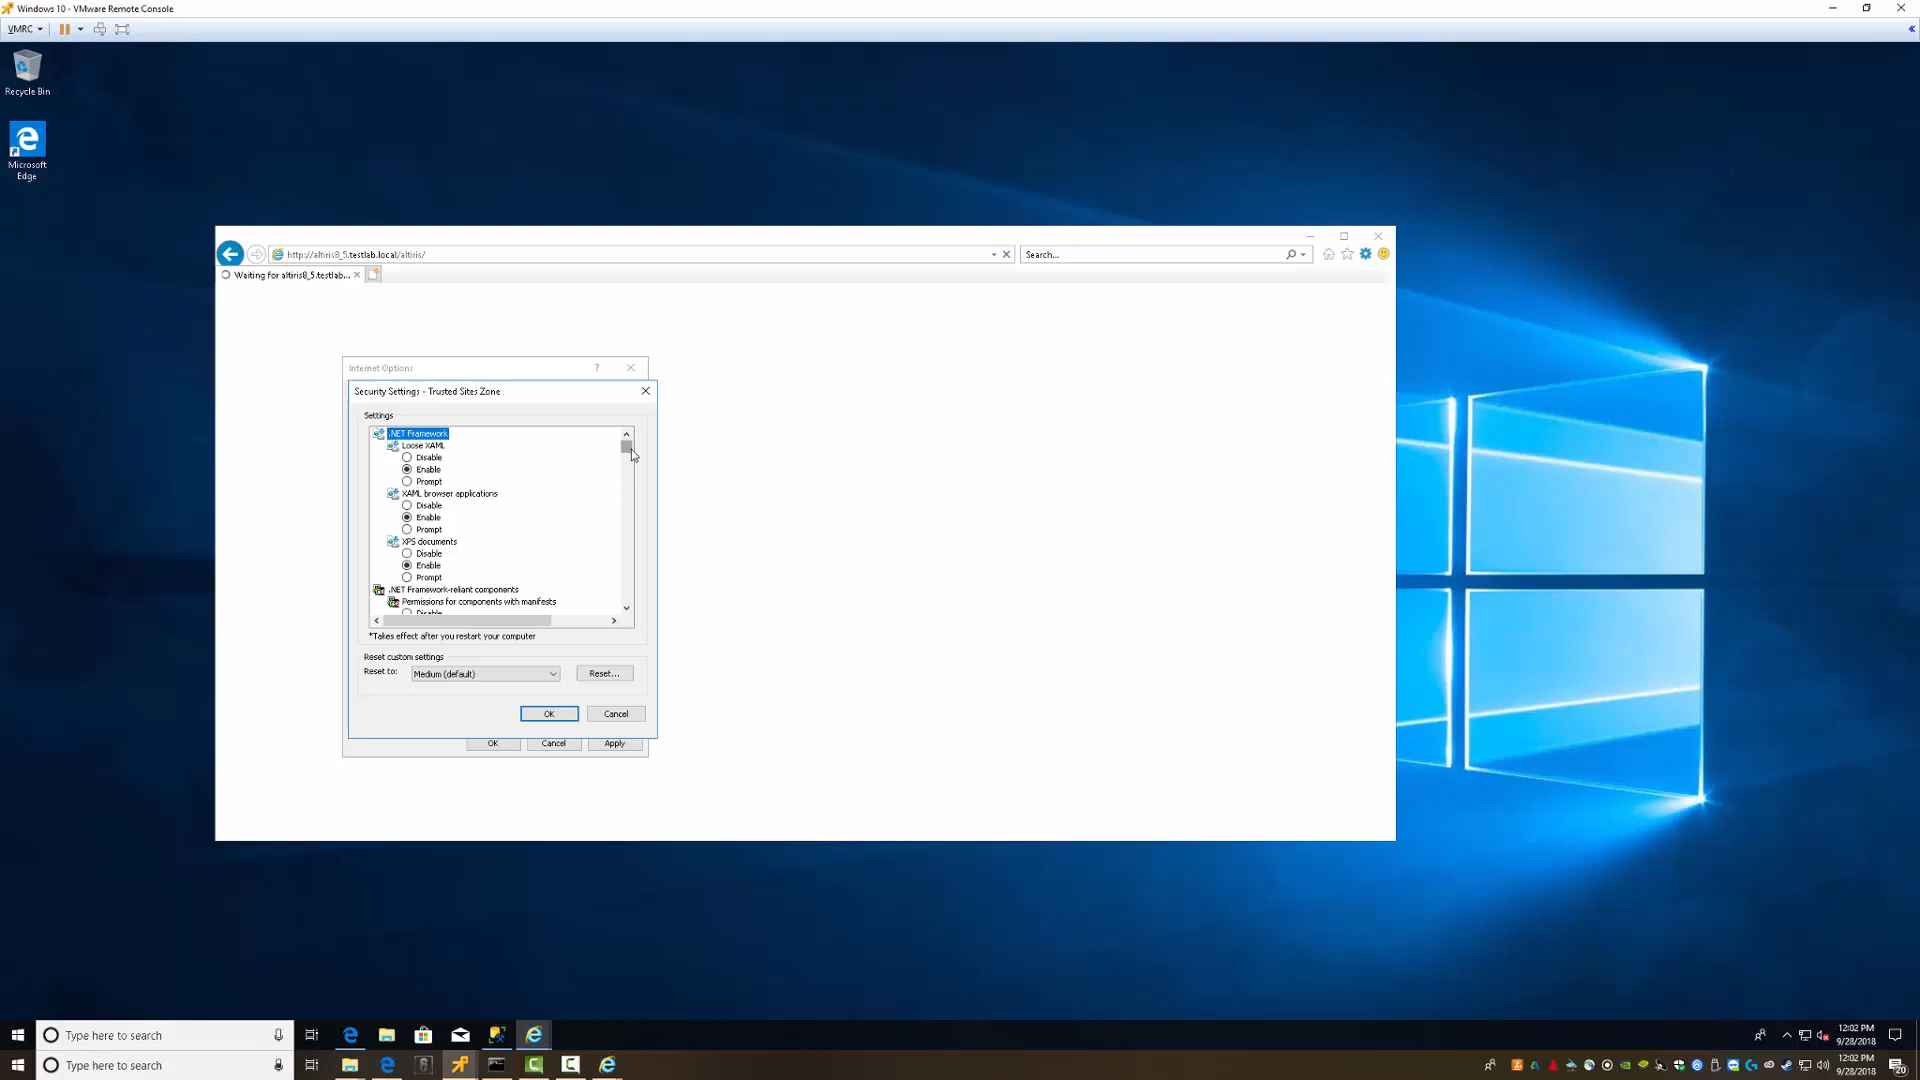 Windows 10 - VMware Remote Console
VMRC
Recycle Bin
Microsoft
Edge
http://altiris8_5.testlab.local/altiris/
Search...
Waiting for altiris8_5.testlab...
Internet Options
?
Security Settings - Trusted Sites Zone
Settings
.NET Framework
Loose XAML
Disable
Enable
Prompt
XAML browser applications
Disable
Enable
Prompt
XPS documents
Disable
Enable
Prompt
.NET Framework-reliant components
Permissions for components with manifests
Disable
*Takes effect after you restart your computer
Reset custom settings
Reset to:
Medium (default)
Reset...
OK
Cancel
OK
Cancel
Apply
Type here to search
12:02 PM
9/28/2018
Type here to search
12:02 PM
9/28/2018
20